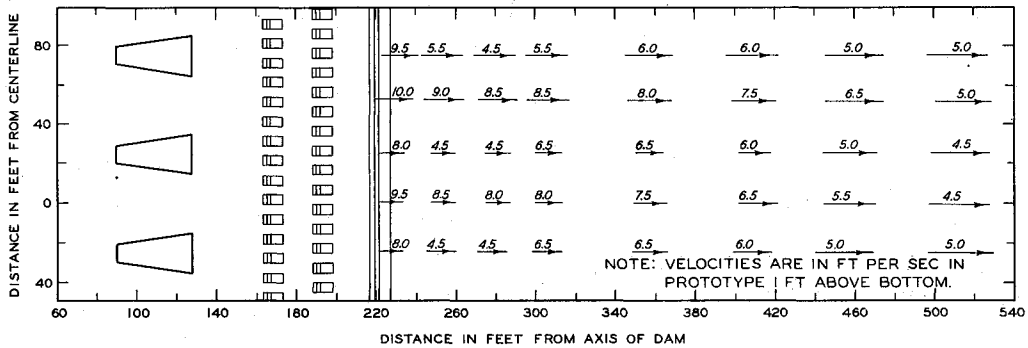 DISTANCE IN FEET FROM CENTERLINE
80
40
0
40
9.5 5.5 4.5 5.5 6.0 6.0 5.0 5.0
10.0 9.0 8.5 8.5 8.0 7.5 6.5 5.0
8.0 4.5 4.5 6.5 6.5 6.0 5.0 4.5
9.5 8.5 8.0 8.0 7.5 6.5 5.5 4.5
8.0 4.5 4.5 6.5 6.5 6.0 5.0 5.0
NOTE: VELOCITIES ARE IN FT PER SEC IN
PROTOTYPE 1 FT ABOVE BOTTOM.
60 100 140 180 220 260 300 340 380 420 460 500 540
DISTANCE IN FEET FROM AXIS OF DAM